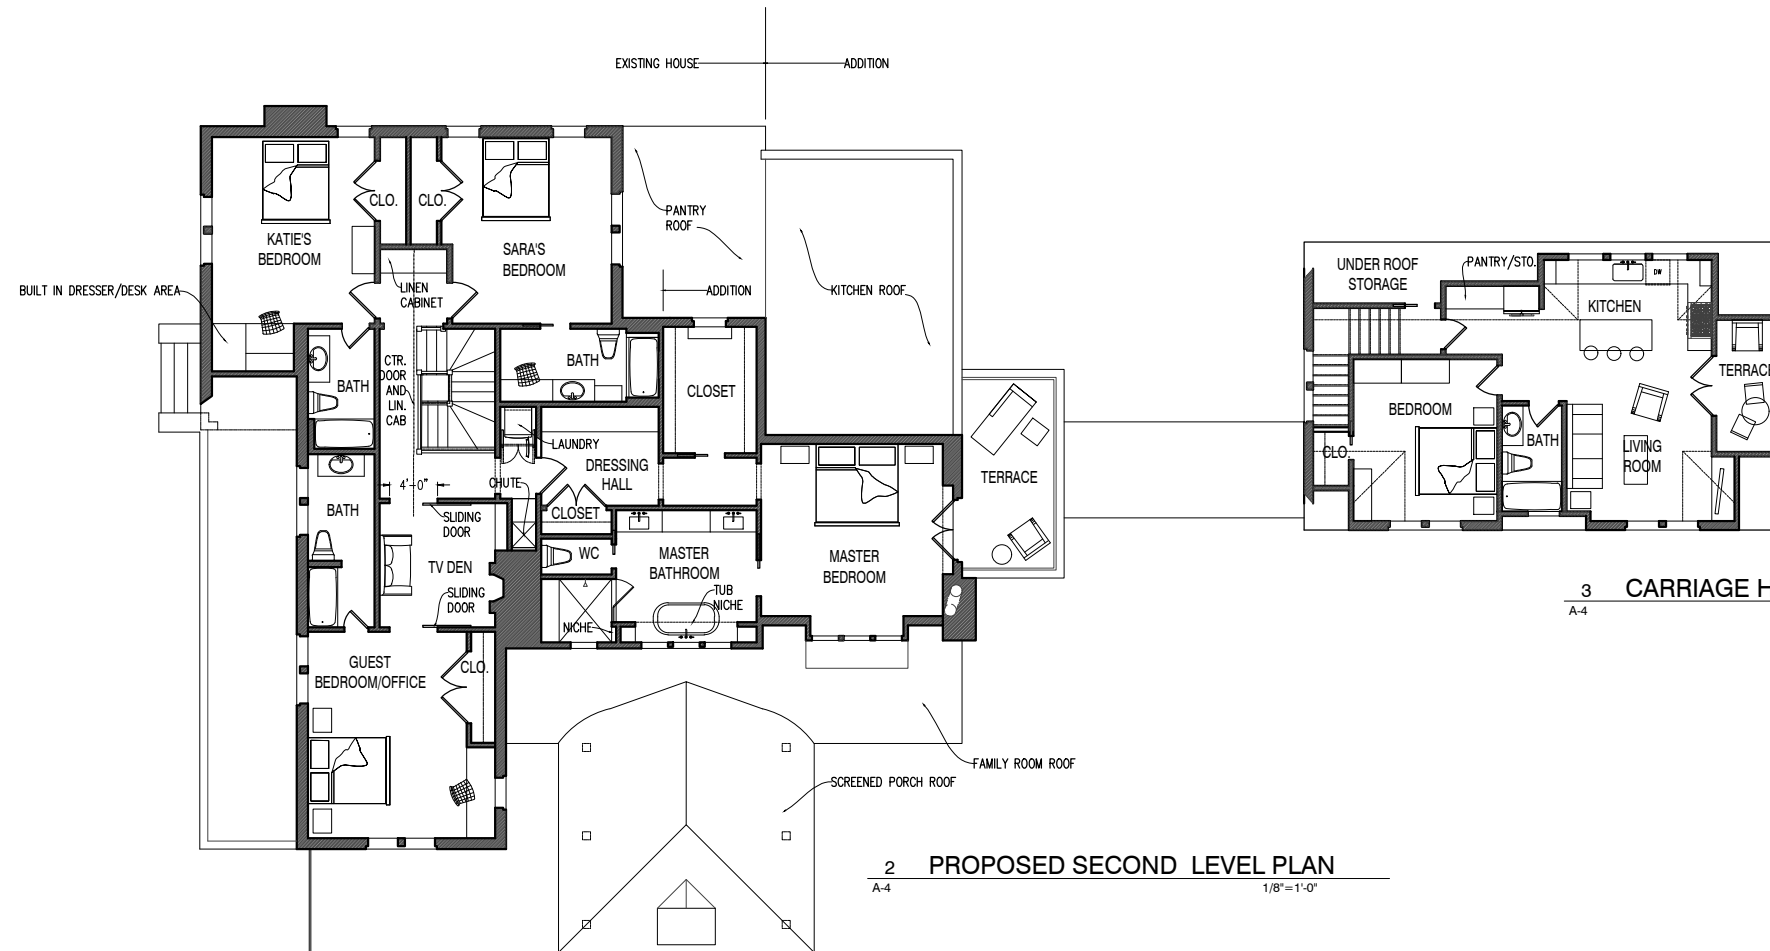 EXISTING HOUSE
ADDITION
KATIE'S
BEDROOM
CLO.
CLO.
SARA'S
BEDROOM
PANTRY
ROOF
ADDITION
KITCHEN ROOF
BUILT IN DRESSER/DESK AREA
LINEN
CABINET
CTR.
DOOR
AND
LIN.
CAB
BATH
BATH
CLOSET
LAUNDRY
DRESSING
HALL
CHUTE
CLOSET
4'-0"
BATH
SLIDING
DOOR
TV DEN
SLIDING
DOOR
WC
MASTER
BATHROOM
TUB
NICHE
NICHE
MASTER
BEDROOM
TERRACE
GUEST
BEDROOM/OFFICE
CLO.
FAMILY ROOM ROOF
SCREENED PORCH ROOF
2 PROPOSED SECOND LEVEL PLAN
A-4 1/8"=1'-0"
UNDER ROOF
STORAGE
PANTRY/STO.
DW
KITCHEN
TERRACE
BEDROOM
CLO.
BATH
LIVING
ROOM
3 CARRIAGE H
A-4